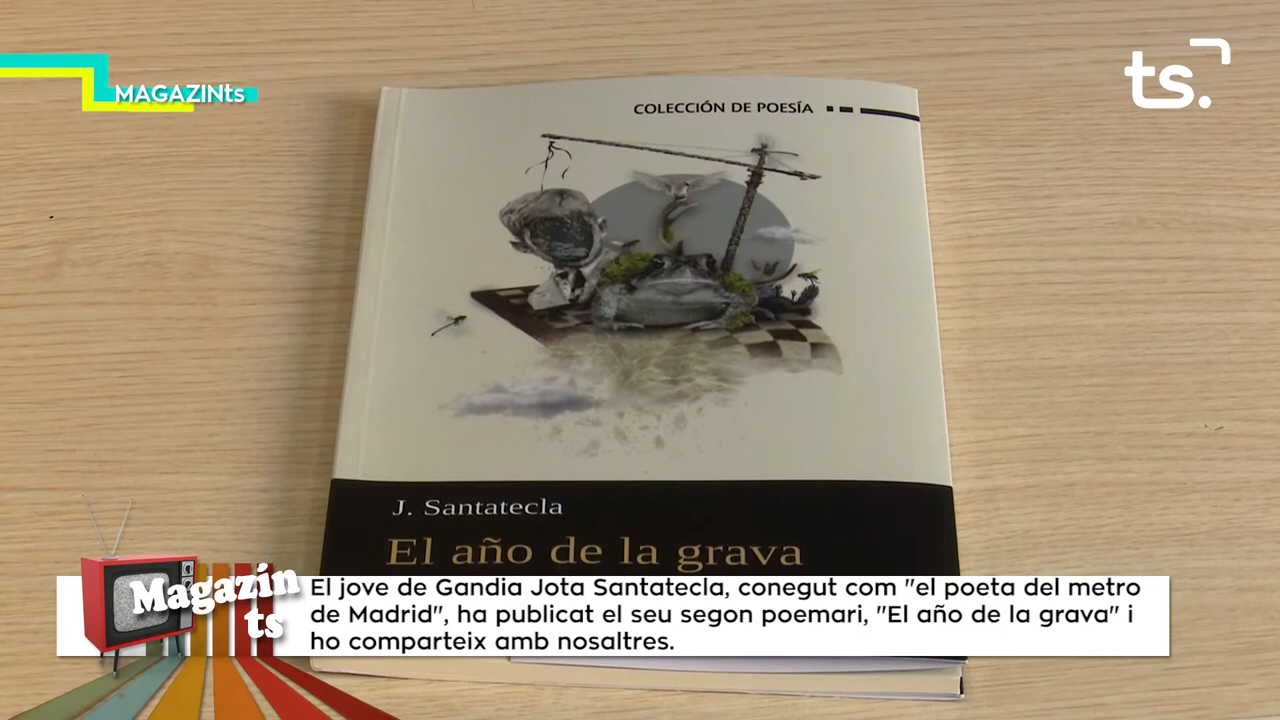 MAGAZINts
ts.
COLECCIÓN DE POESÍA
J. Santatecla
El año de la grava
Magazin
ts
El jove de Gandia Jota Santatecla, conegut com "el poeta del metro
de Madrid", ha publicat el seu segon poemari, "El año de la grava" i
ho comparteix amb nosaltres.